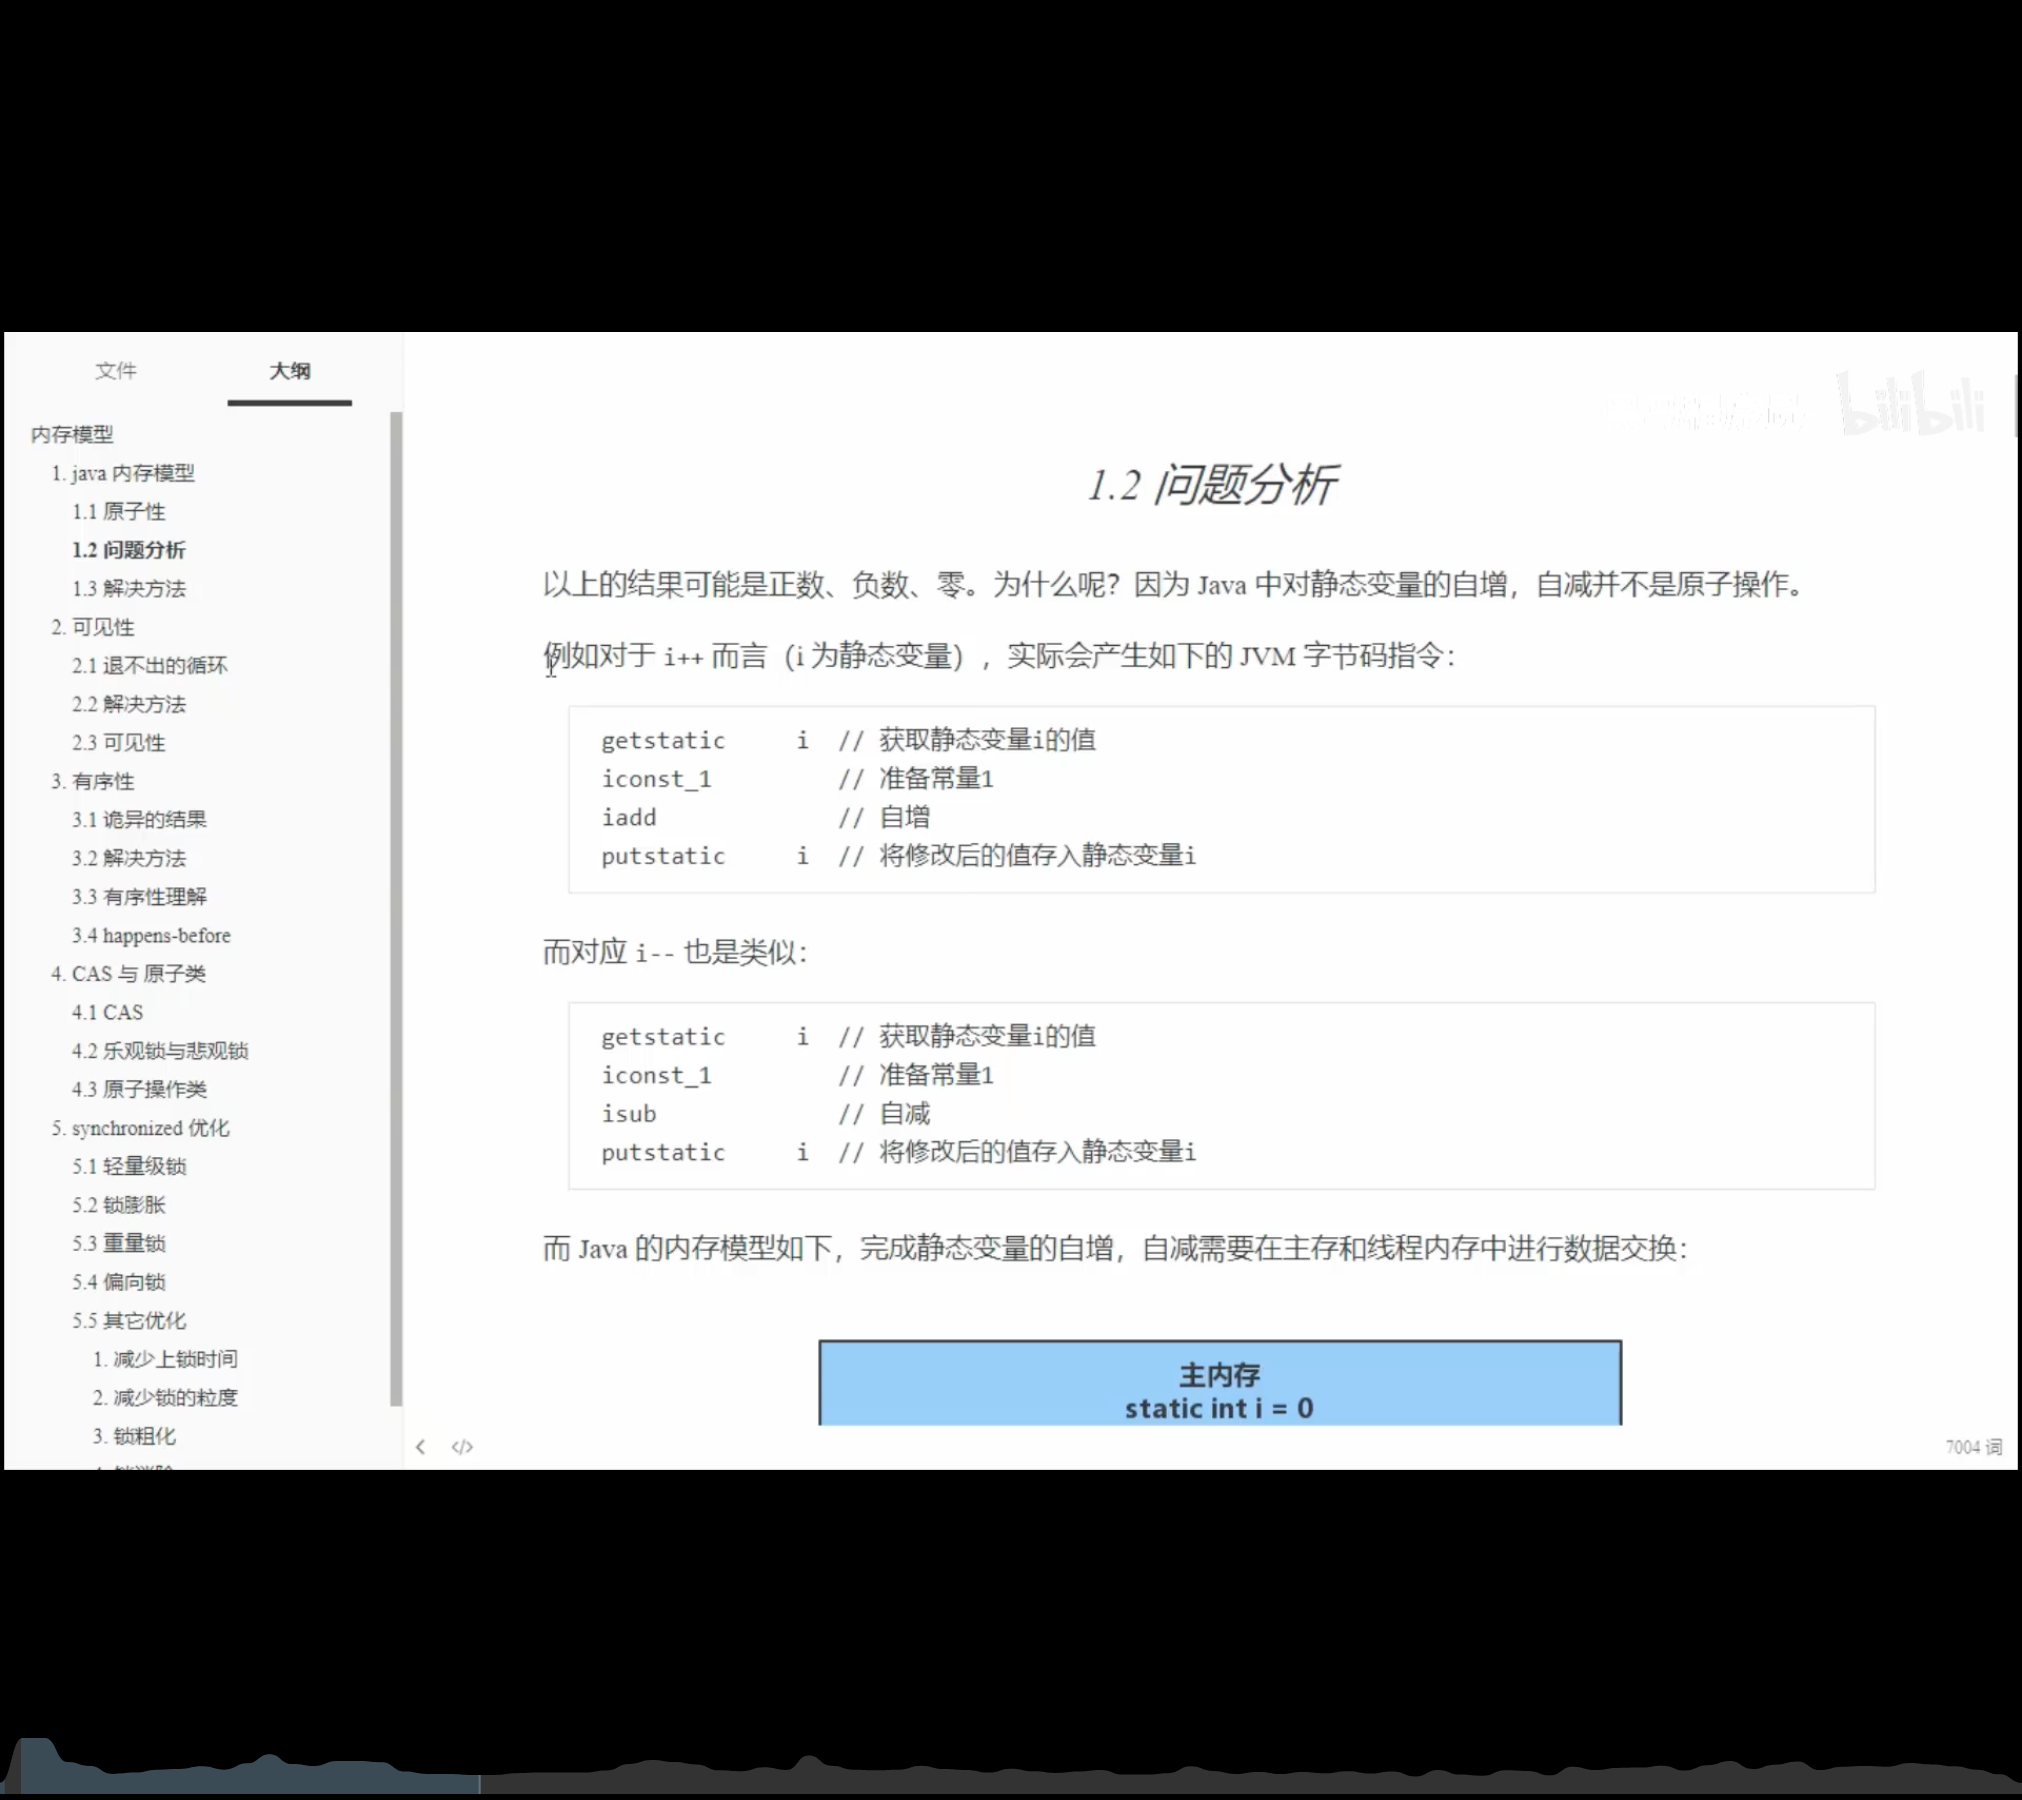 文件
大纲
内存模型
1. java 内存模型
1.1 原子性
1.2 问题分析
1.3 解决方法
2. 可见性
2.1 退不出的循环
2.2 解决方法
2.3 可见性
3. 有序性
3.1 诡异的结果
3.2 解决方法
3.3 有序性理解
3.4 happens-before
4. CAS 与 原子类
4.1 CAS
4.2 乐观锁与悲观锁
4.3 原子操作类
5. synchronized 优化
5.1 轻量级锁
5.2 锁膨胀
5.3 重量锁
5.4 偏向锁
5.5 其它优化
1. 减少上锁时间
2. 减少锁的粒度
3. 锁粗化
bilibili
1.2 问题分析
以上的结果可能是正数、负数、零。为什么呢？因为 Java 中对静态变量的自增，自减并不是原子操作。
例如对于 i++ 而言（i 为静态变量），实际会产生如下的 JVM 字节码指令：
getstatic i // 获取静态变量i的值
iconst_1 // 准备常量1
iadd // 自增
putstatic i // 将修改后的值存入静态变量i
而对应 i-- 也是类似：
getstatic i // 获取静态变量i的值
iconst_1 // 准备常量1
isub // 自减
putstatic i // 将修改后的值存入静态变量i
而 Java 的内存模型如下，完成静态变量的自增，自减需要在主存和线程内存中进行数据交换：
主内存
static int i = 0
7004 词